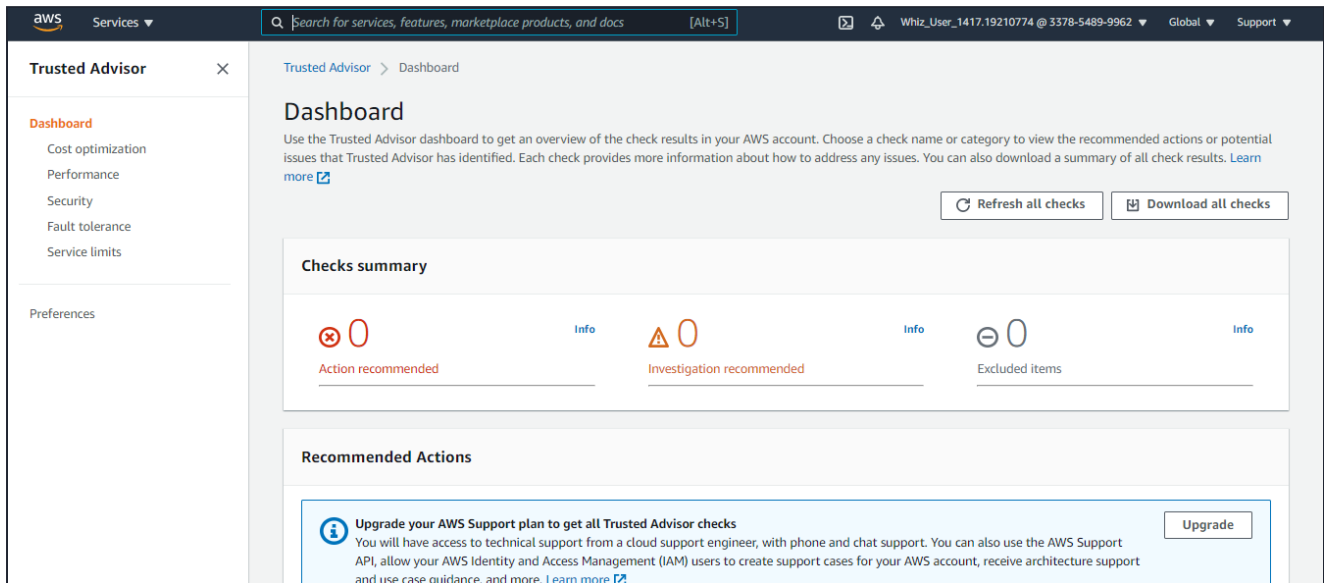 aws Services ▼ Search for services, features, marketplace products, and docs [Alt+S] Whiz_User_1417.19210774 @ 3378-5489-9962 ▼ Global ▼ Support ▼
Trusted Advisor
Dashboard
Cost optimization
Performance
Security
Fault tolerance
Service limits
Preferences
Trusted Advisor > Dashboard
Dashboard
Use the Trusted Advisor dashboard to get an overview of the check results in your AWS account. Choose a check name or category to view the recommended actions or potential
issues that Trusted Advisor has identified. Each check provides more information about how to address any issues. You can also download a summary of all check results. Learn
more
Refresh all checks Download all checks
Checks summary
0 Info 0 Info 0 Info
Action recommended Investigation recommended Excluded items
Recommended Actions
Upgrade your AWS Support plan to get all Trusted Advisor checks Upgrade
You will have access to technical support from a cloud support engineer, with phone and chat support. You can also use the AWS Support
API, allow your AWS Identity and Access Management (IAM) users to create support cases for your AWS account, receive architecture support
and use case guidance, and more. Learn more